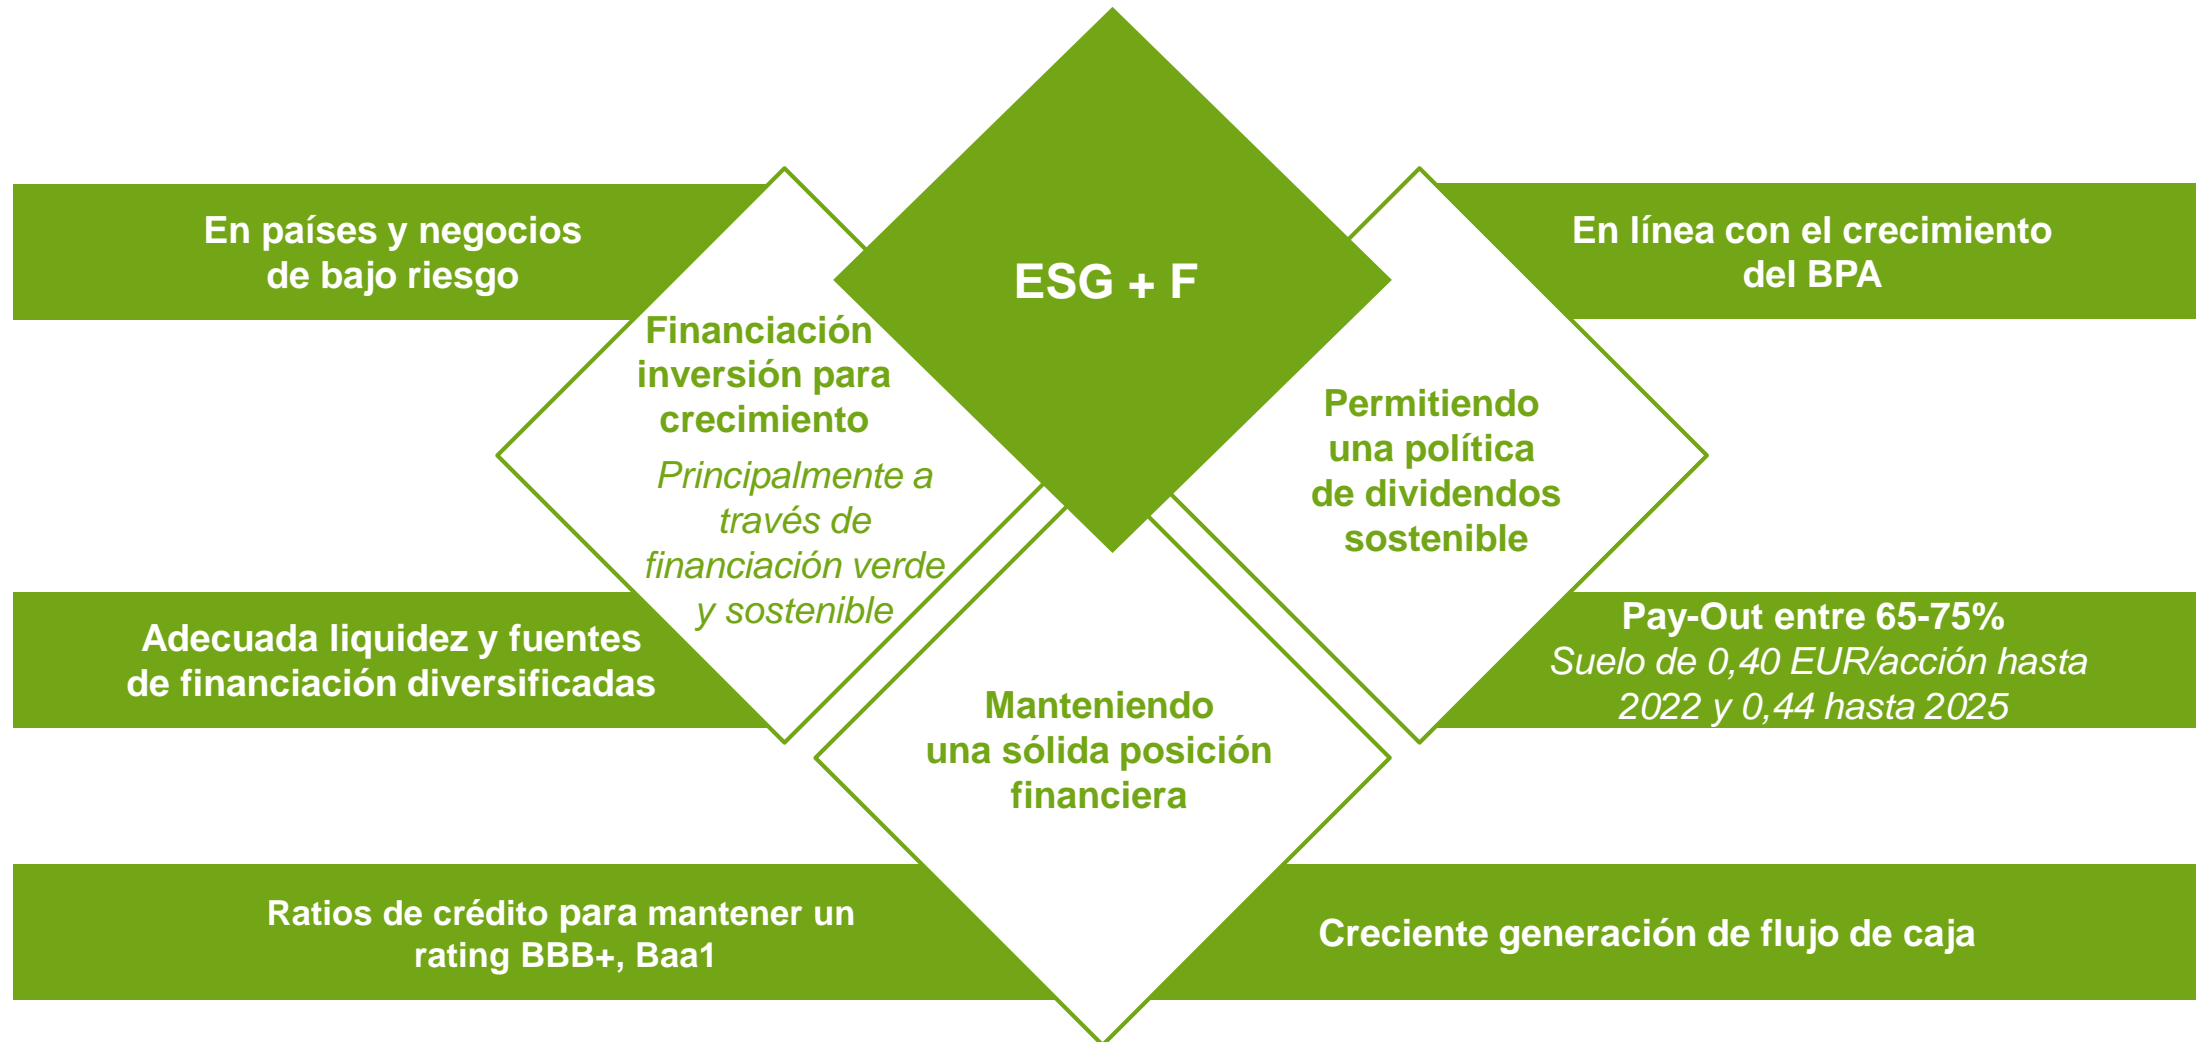 ESG + F
En países y negocios
de bajo riesgo
Financiación
inversión para
crecimiento
Principalmente a
través de
financiación verde
y sostenible
Adecuada liquidez y fuentes
de financiación diversificadas
En línea con el crecimiento
del BPA
Permitiendo
una política
de dividendos
sostenible
Pay-Out entre 65-75%
Suelo de 0,40 EUR/acción hasta
2022 y 0,44 hasta 2025
Manteniendo
una sólida posición
financiera
Ratios de crédito para mantener un
rating BBB+, Baa1
Creciente generación de flujo de caja